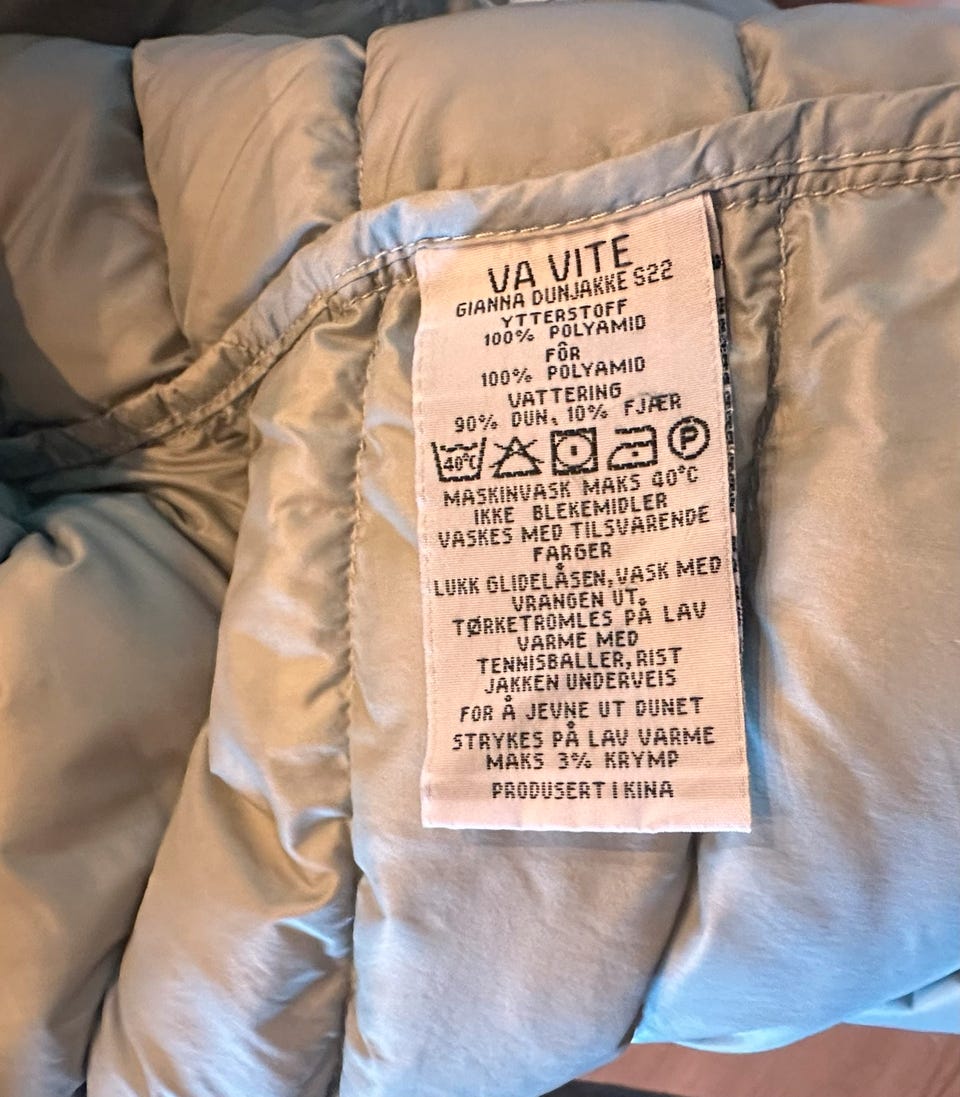 VA VITE
GIANNA DUNJAKKE S22
YTTERSTOFF
100% POLYAMID
FÔR
100% POLYAMID
VATTERING
90% DUN, 10% FJÆR
40°C P
MASKINVASK MAKS 40°C
IKKE BLEKEMIDLER
VASKES MED TILSVARENDE
FARGER
LUKK GLIDELÅSEN, VASK MED
VRANGEN UT.
TØRKETROMLES PÅ LAV
VARME MED
TENNISBALLER, RIST
JAKKEN UNDERVEIS
FOR Å JEVNE UT DUNET
STRYKES PÅ LAV VARME
MAKS 3% KRYMP
PRODUSERT I KINA